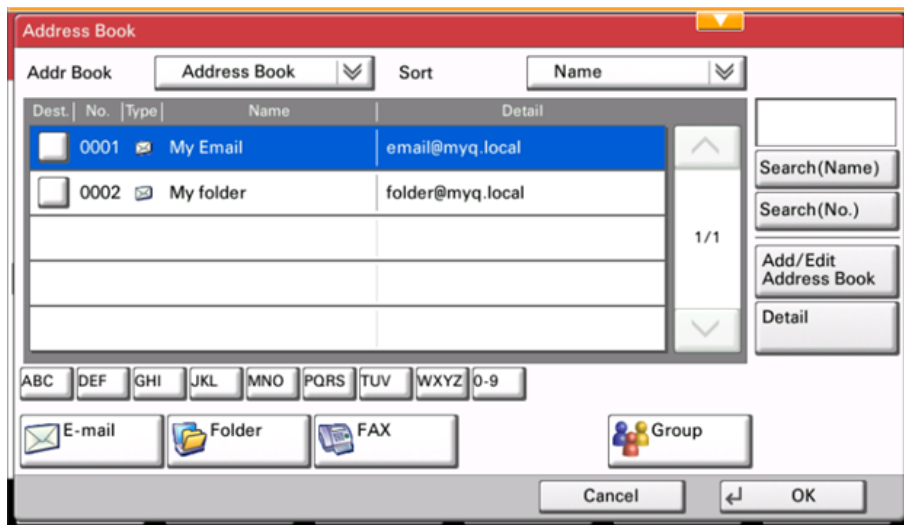 Address Book
Addr Book Address Book Sort Name
Dest. No. Type Name Detail
0001 My Email email@myq.local
0002 My folder folder@myq.local
1/1
Search(Name)
Search(No.)
Add/Edit
Address Book
Detail
ABC DEF GHI JKL MNO PQRS TUV WXYZ 0-9
E-mail Folder FAX Group
Cancel OK